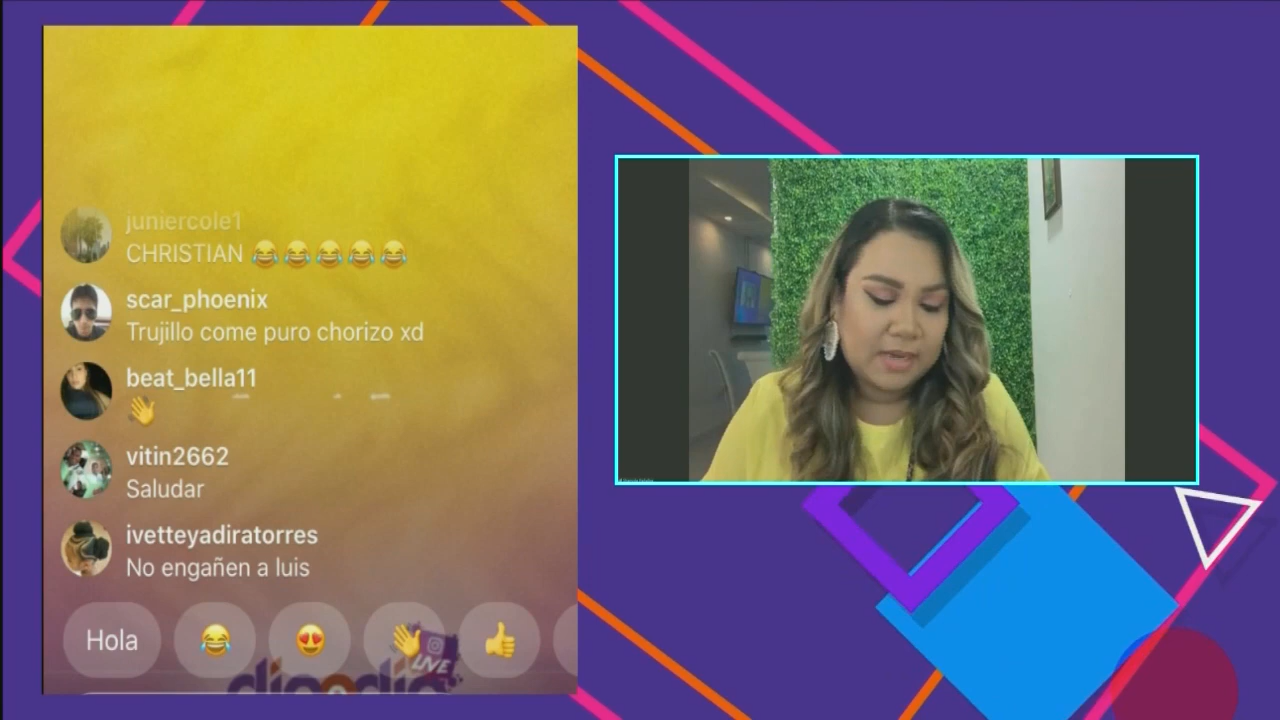 juniercole1
CHRISTIAN 😂😂😂😂😂
scar_phoenix
Trujillo come puro chorizo xd
beat_bella11
👋
vitin2662
Saludar
ivetteyadiratorres
No engañen a luis
Hola 😂 😍 👋 👍
LIVE